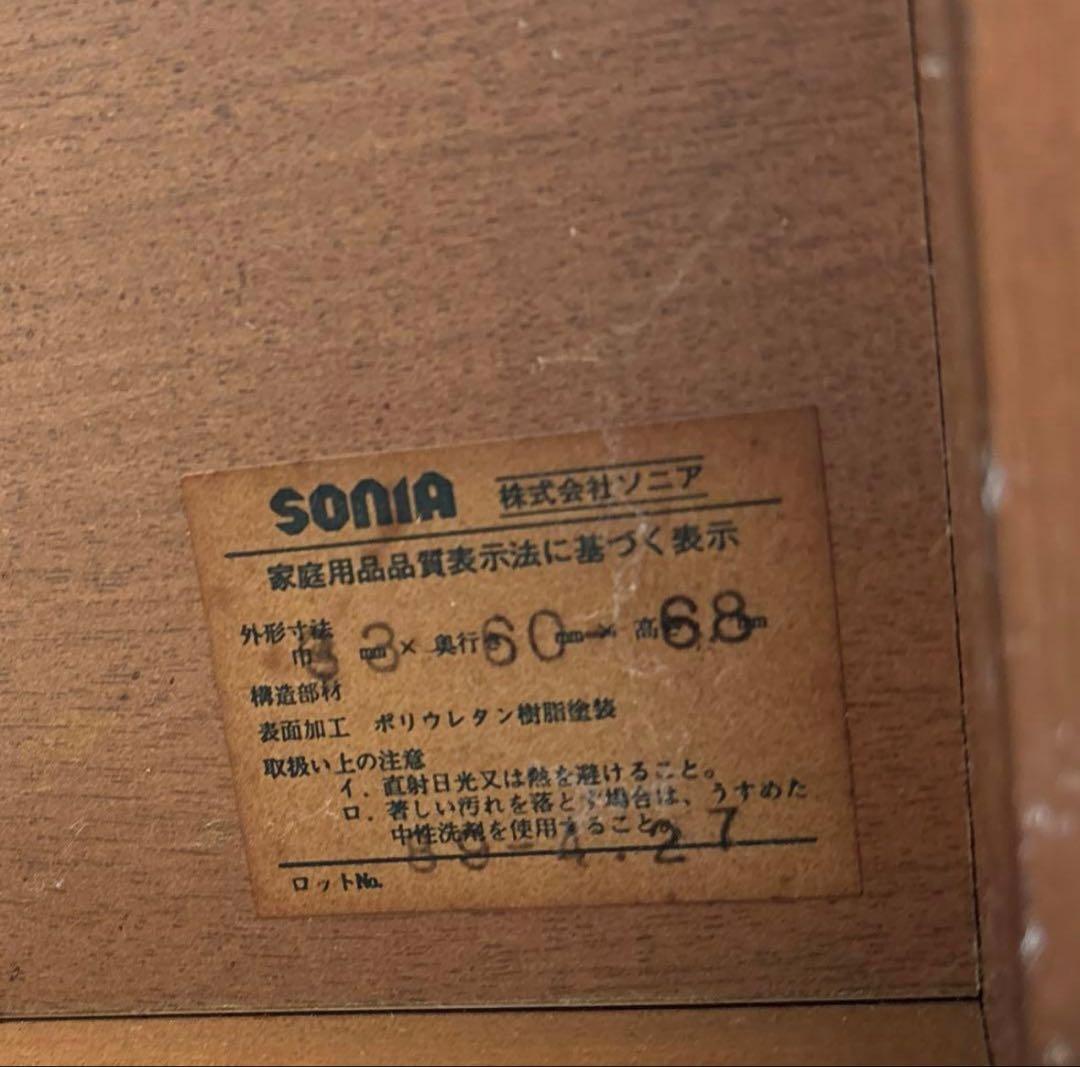 SONIA 株式会社ソニア
家庭用品品質表示法に基づく表示
外形寸法
巾 mm × 奥行き 60 mm × 高 68 mm
構造部材
表面加工 ポリウレタン樹脂塗装
取扱い上の注意
イ．直射日光又は熱を避けること。
ロ．著しい汚れを落とす場合は、うすめた
中性洗剤を使用すること。
4.27
ロットNo.